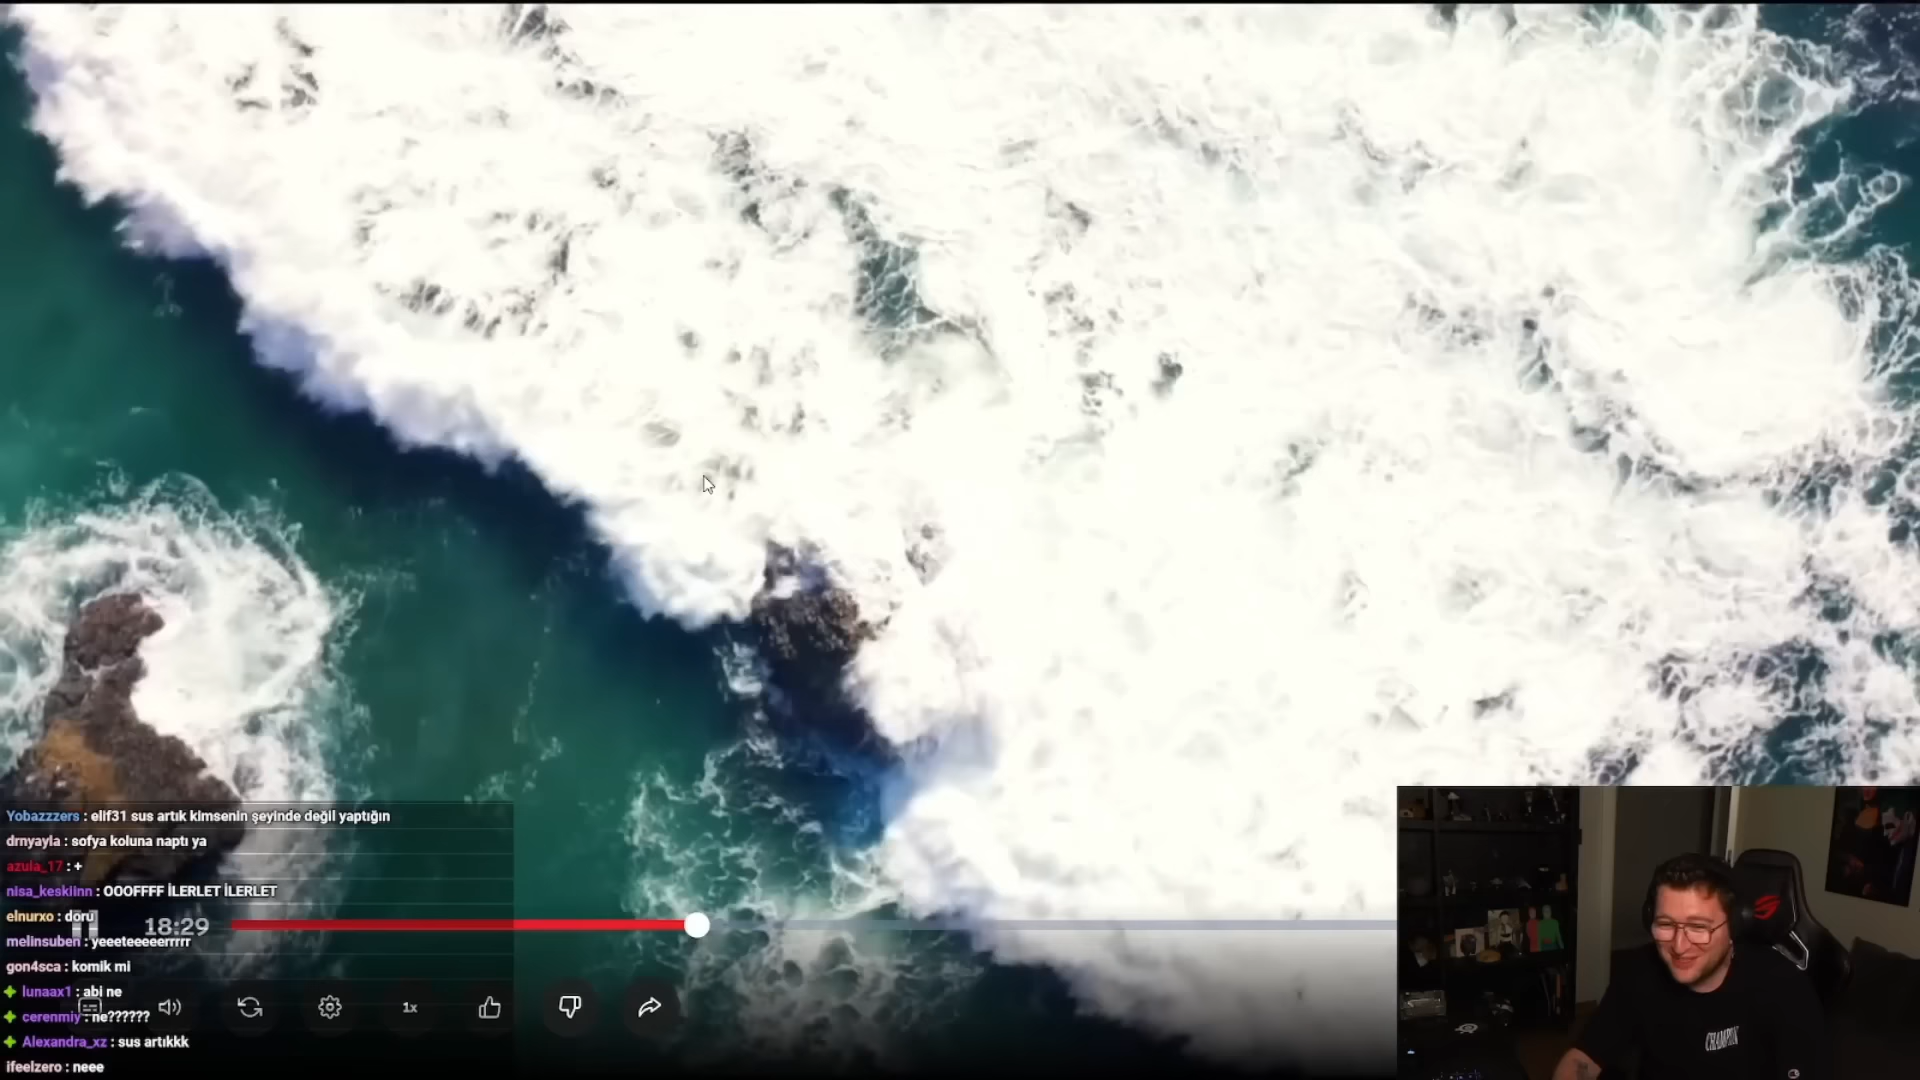 Yobazzzers : elif31 sus artık kimsenin şeyinde değil yaptığın
drnyayla : sofya koluna naptı ya
azula_17 : +
nisa_keskiinn : OOOFFFF İLERLET İLERLET
elnurxo : doru
18:29
melinsuben : yeeeteeeeerrrrr
gon4sca : komik mi
lunaax1 : abi ne
1x
cerenmiy : ne??????
Alexandra_xz : sus artıkkk
ifeelzero : neee
CHAMPION